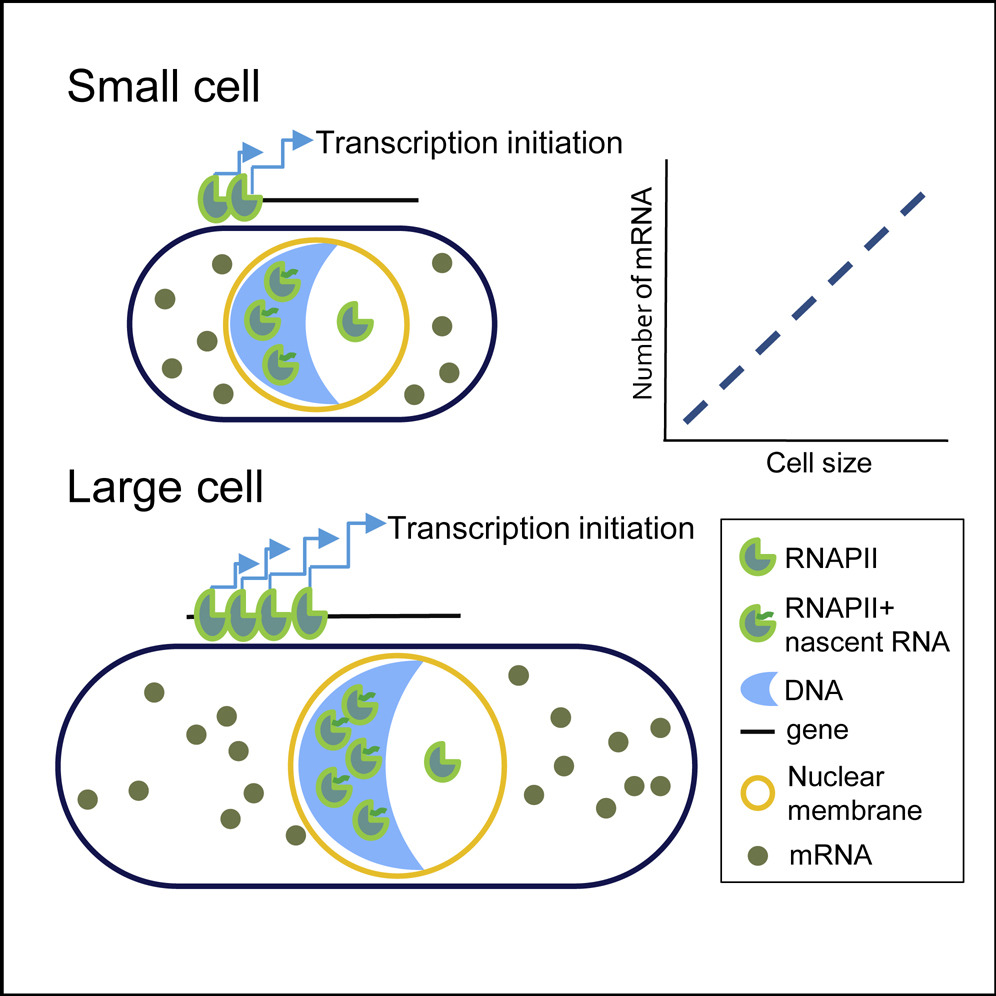 Small cell
Transcription initiation
Number of mRNA
Cell size
Large cell
Transcription initiation
RNAPII
RNAPII+
nascent RNA
DNA
gene
Nuclear
membrane
mRNA